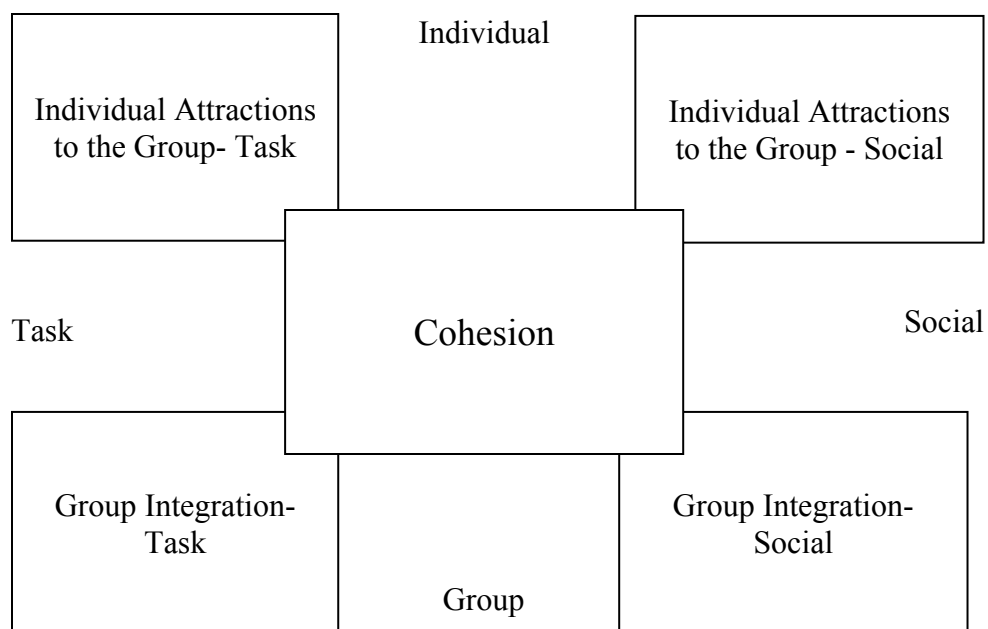 Individual
Individual Attractions
to the Group- Task
Individual Attractions
to the Group - Social
Task
Cohesion
Social
Group Integration-
Task
Group Integration-
Social
Group